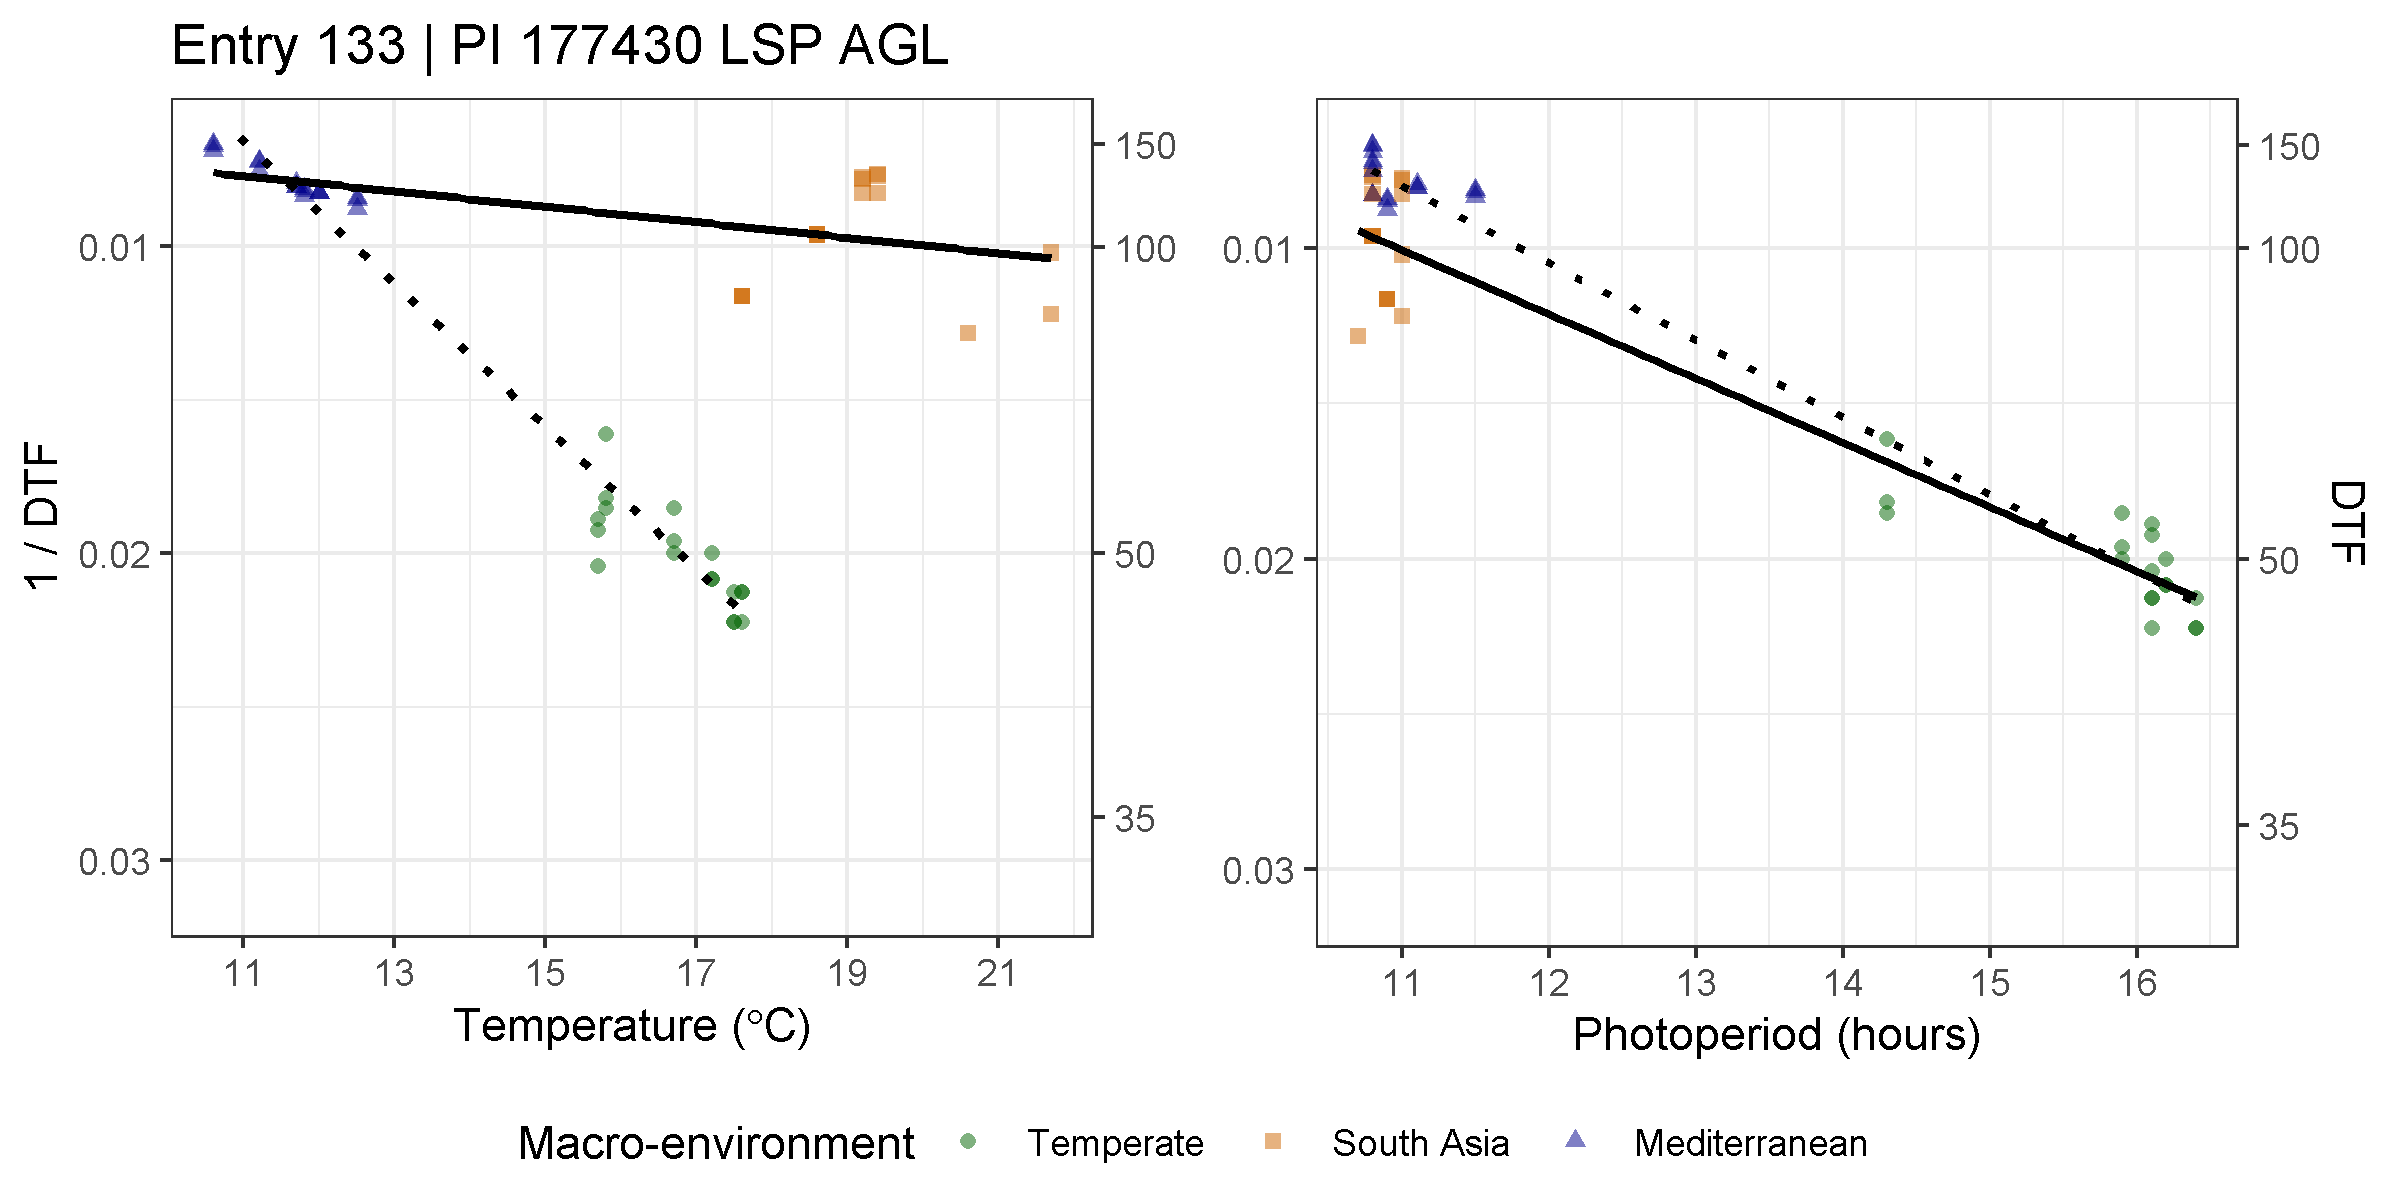 Entry 133 | PI 177430 LSP AGL
1 / DTF
0.01
0.02
0.03
150
100
50
35
11 13 15 17 19 21
Temperature (°C)
0.01
0.02
0.03
150
100
50
35
DTF
11 12 13 14 15 16
Photoperiod (hours)
Macro-environment Temperate South Asia Mediterranean